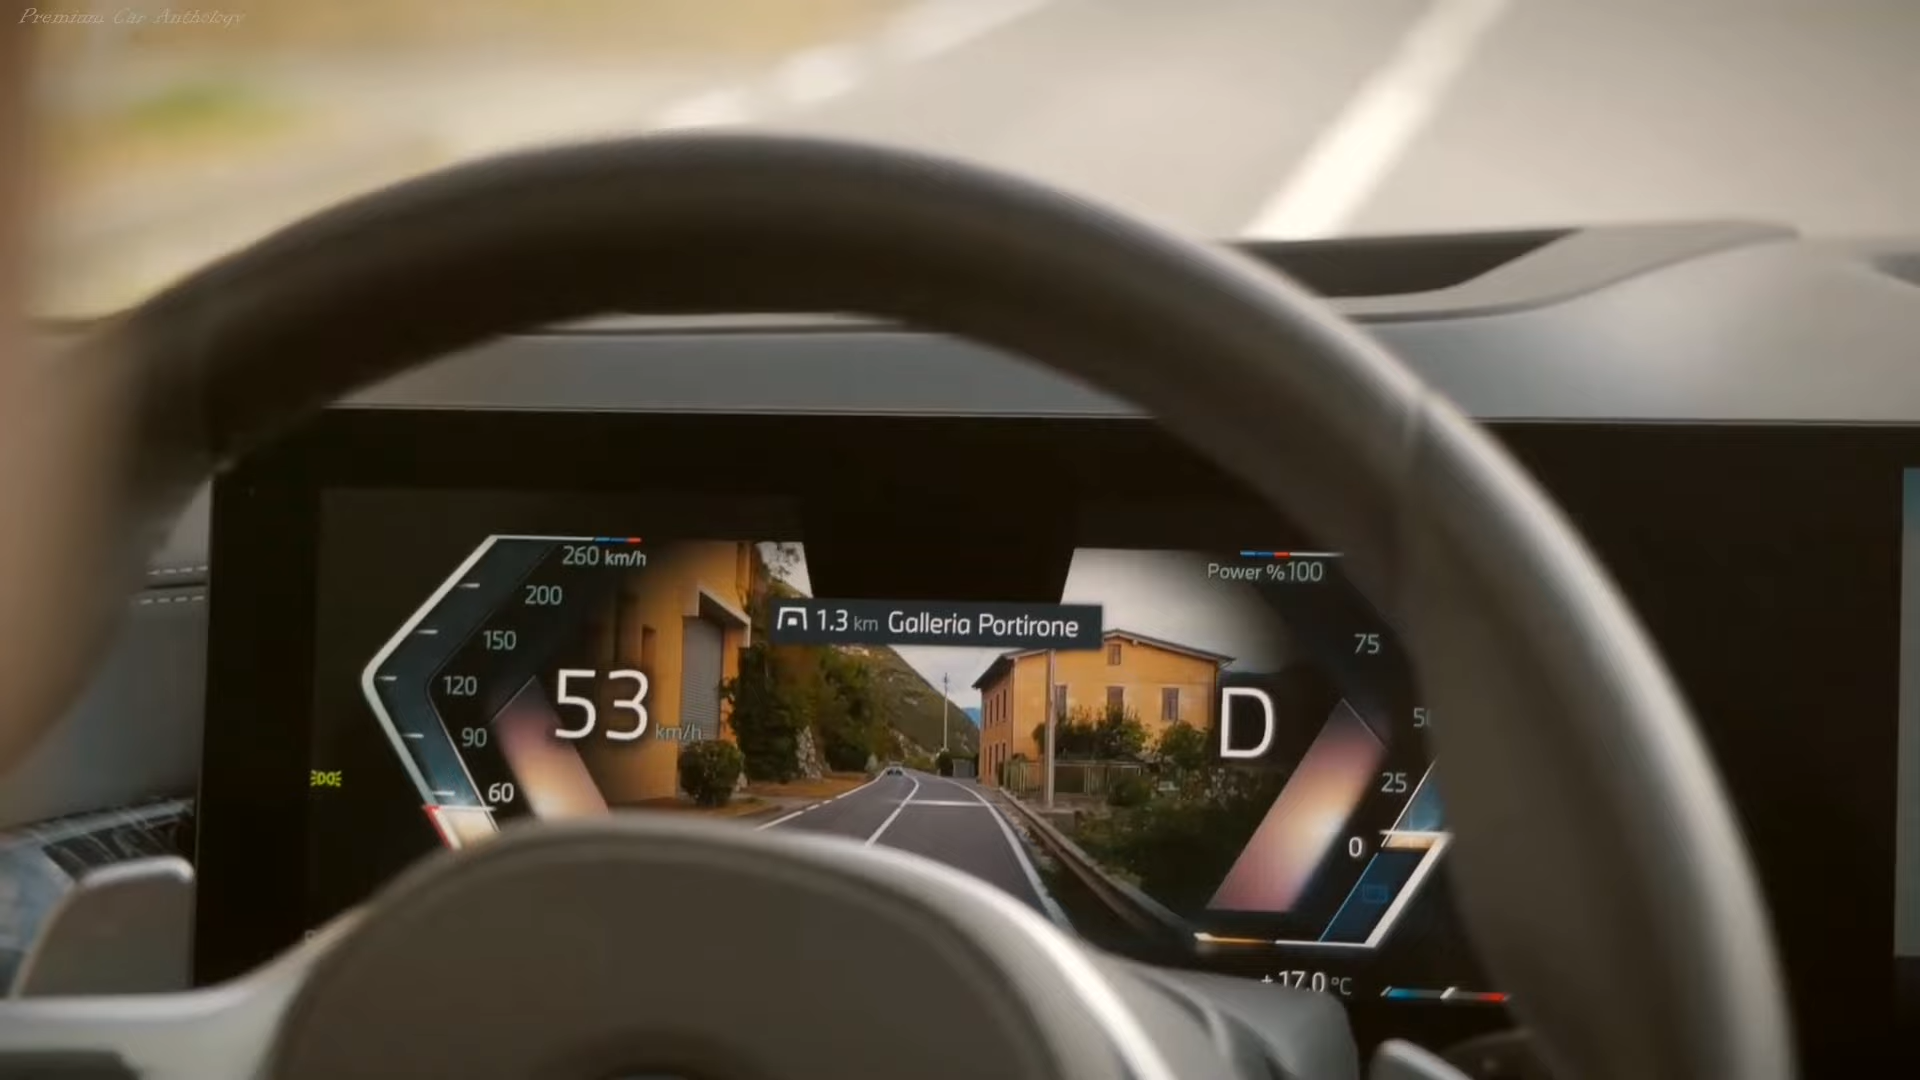 Premium Car Anthology
260 km/h
Power %100
200
1.3 km Galleria Portirone
150
75
120
53 km/h
D
90
25
60
0
+17.0 °C